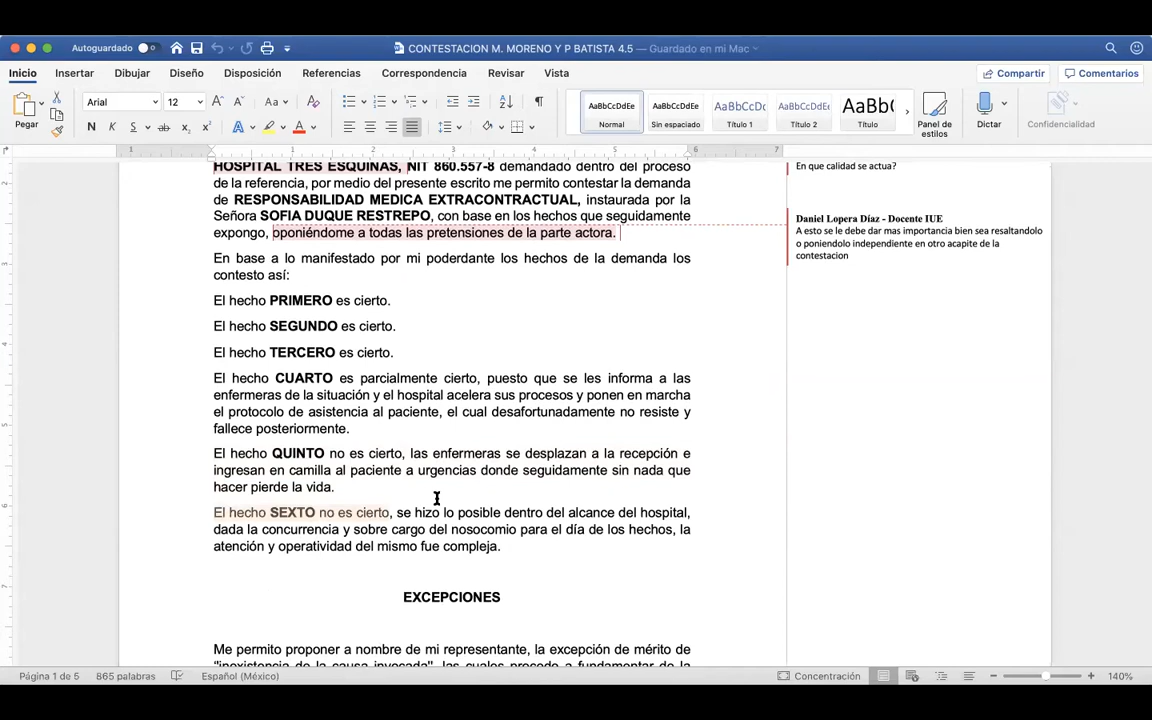 Autoguardado
CONTESTACION M. MORENO Y P BATISTA 4.5 — Guardado en mi Mac
Inicio Insertar Dibujar Diseño Disposición Referencias Correspondencia Revisar Vista Compartir Comentarios
Pegar
Arial 12
N K S
AaBbCcDdEe Normal
AaBbCcDdEe Sin espaciado
AaBbCcDc Título 1
AaBbCcDdEe Título 2
AaBb( Título
Panel de estilos
Dictar
Confidencialidad
HOSPITAL TRES ESQUINAS, NIT 860.557-8 demandado dentro del proceso
de la referencia, por medio del presente escrito me permito contestar la demanda
de RESPONSABILIDAD MEDICA EXTRACONTRACTUAL, instaurada por la
Señora SOFIA DUQUE RESTREPO, con base en los hechos que seguidamente
expongo, oponiéndome a todas las pretensiones de la parte actora.
En base a lo manifestado por mi poderdante los hechos de la demanda los
contesto así:
El hecho PRIMERO es cierto.
El hecho SEGUNDO es cierto.
El hecho TERCERO es cierto.
El hecho CUARTO es parcialmente cierto, puesto que se les informa a las
enfermeras de la situación y el hospital acelera sus procesos y ponen en marcha
el protocolo de asistencia al paciente, el cual desafortunadamente no resiste y
fallece posteriormente.
El hecho QUINTO no es cierto, las enfermeras se desplazan a la recepción e
ingresan en camilla al paciente a urgencias donde seguidamente sin nada que
hacer pierde la vida.
El hecho SEXTO no es cierto, se hizo lo posible dentro del alcance del hospital,
dada la concurrencia y sobre cargo del nosocomio para el día de los hechos, la
atención y operatividad del mismo fue compleja.
EXCEPCIONES
Me permito proponer a nombre de mi representante, la excepción de mérito de
"inexistencia de la causa invocada", las cuales procedo a fundamentar de la
En que calidad se actua?
Daniel Lopera Díaz - Docente IUE
A esto se le debe dar mas importancia bien sea resaltandolo
o poniendolo independiente en otro acapite de la
contestacion
Página 1 de 5 865 palabras Español (México) Concentración 140%